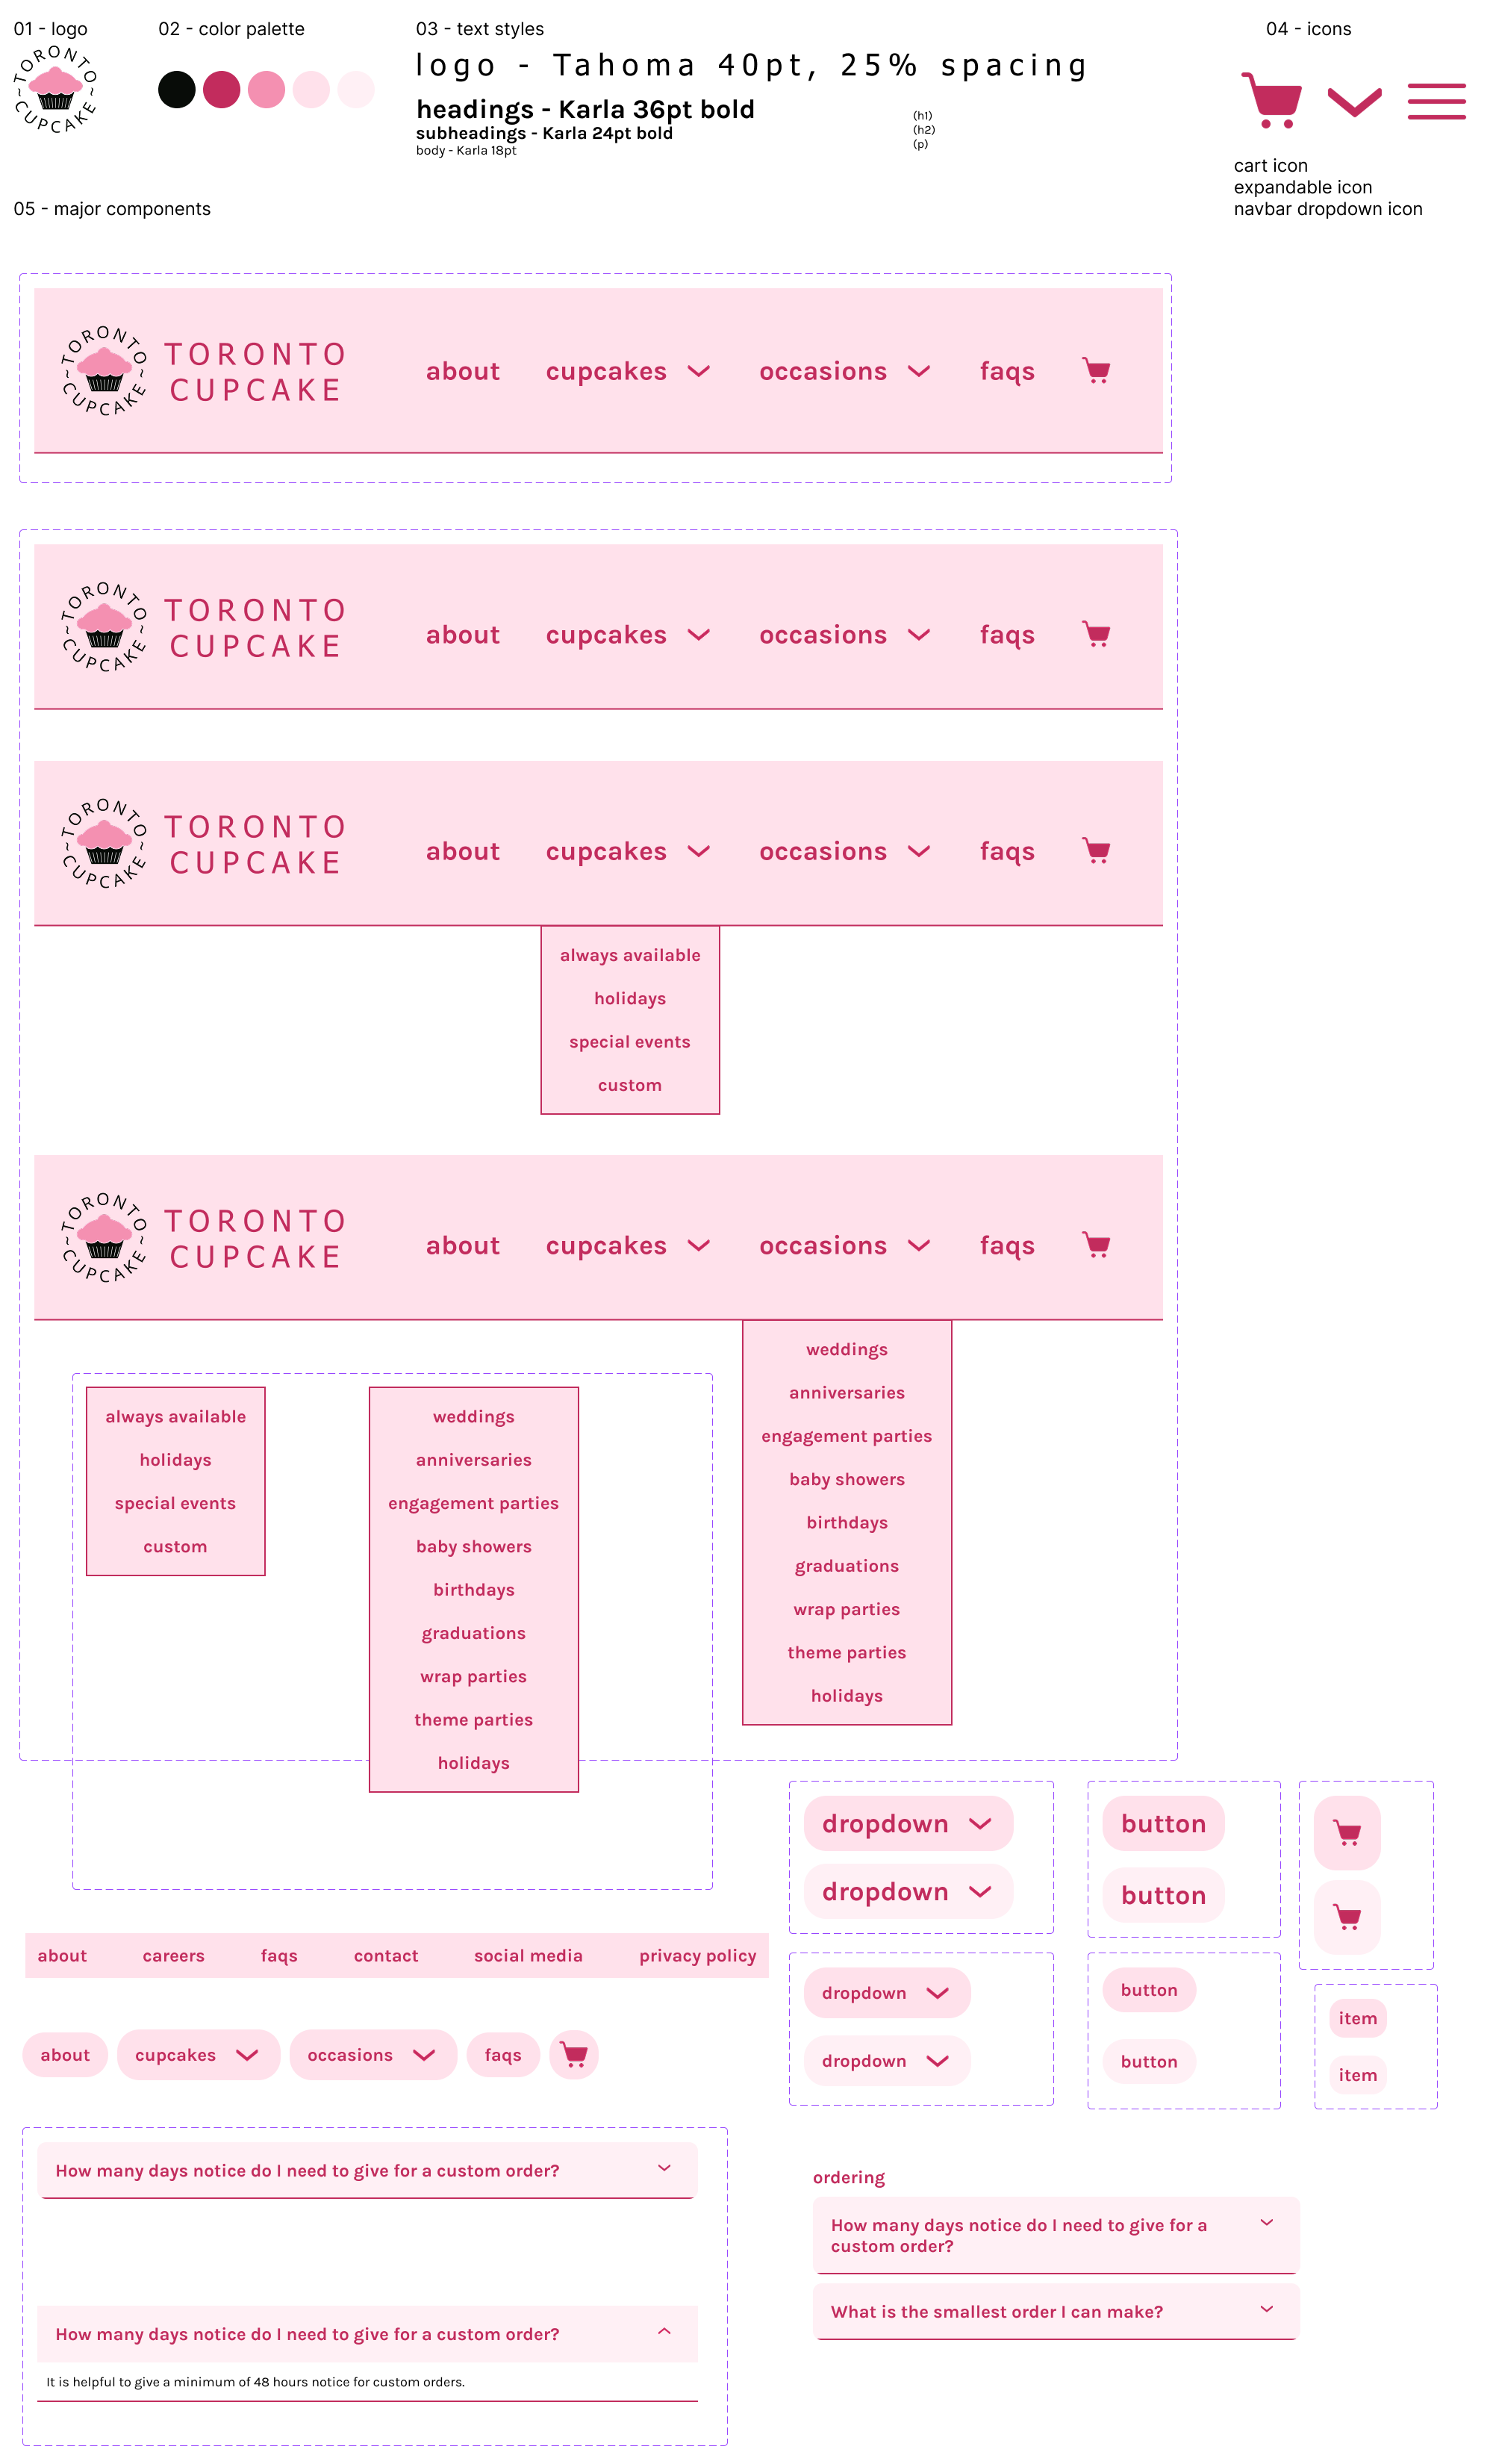 01 - logo
TORONTO
~CUPCAKE~
02 - color palette
03 - text styles
logo - Tahoma 40pt, 25% spacing
headings - Karla 36pt bold
subheadings - Karla 24pt bold
body - Karla 18pt
(h1)
(h2)
(p)
04 - icons
cart icon
expandable icon
navbar dropdown icon
05 - major components
TORONTO
~CUPCAKE~
TORONTO
CUPCAKE
about cupcakes occasions faqs
TORONTO
~CUPCAKE~
TORONTO
CUPCAKE
about cupcakes occasions faqs
TORONTO
~CUPCAKE~
TORONTO
CUPCAKE
about cupcakes occasions faqs
always available
holidays
special events
custom
TORONTO
~CUPCAKE~
TORONTO
CUPCAKE
about cupcakes occasions faqs
weddings
anniversaries
engagement parties
baby showers
birthdays
graduations
wrap parties
theme parties
holidays
always available
holidays
special events
custom
weddings
anniversaries
engagement parties
baby showers
birthdays
graduations
wrap parties
theme parties
holidays
dropdown
dropdown
button
button
dropdown
dropdown
button
button
item
item
about careers faqs contact social media privacy policy
about cupcakes occasions faqs
How many days notice do I need to give for a custom order?
How many days notice do I need to give for a custom order?
It is helpful to give a minimum of 48 hours notice for custom orders.
ordering
How many days notice do I need to give for a
custom order?
What is the smallest order I can make?